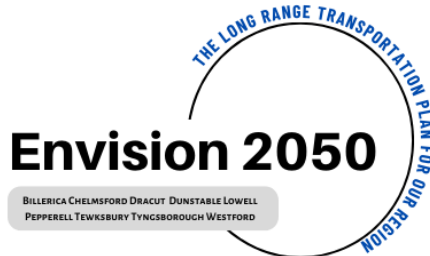 THE LONG RANGE TRANSPORTATION PLAN FOR OUR REGION
Envision 2050
BILLERICA CHELMSFORD DRACUT DUNSTABLE LOWELL
PEPPERELL TEWKSBURY TYNGSBOROUGH WESTFORD